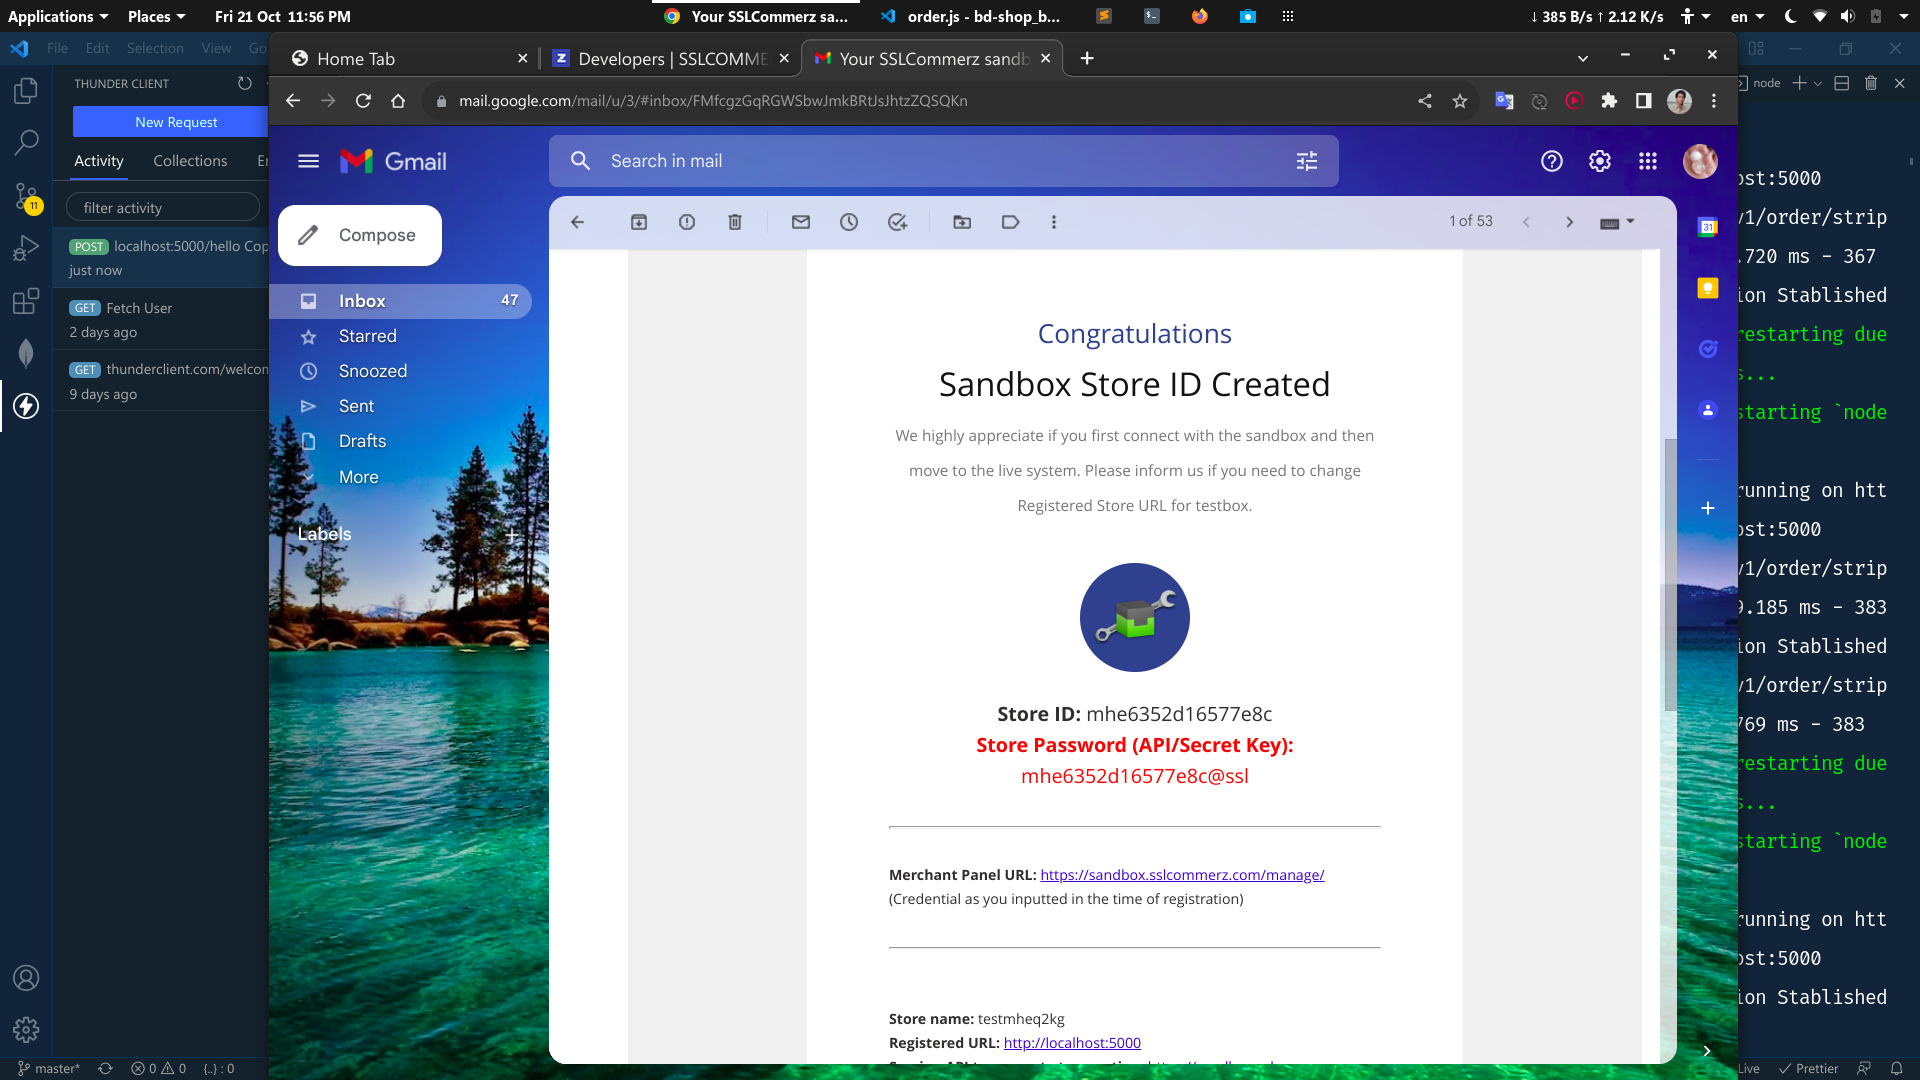 Applications Places Fri 21 Oct 11:56 PM Your SSLCommerz sa... order.js - bd-shop_b... ↓ 385 B/s ↑ 2.12 K/s en
File Edit Selection View Go
Home Tab Developers | SSLCOMME Your SSLCommerz sandb
THUNDER CLIENT
node
mail.google.com/mail/u/3/#inbox/FMfcgzGqRGWSbwJmkBRtJsJhtzZQSQKn
New Request
Activity Collections
filter activity
POST localhost:5000/hello Cop
just now
GET Fetch User
2 days ago
GET thunderclient.com/welcom
9 days ago
11
Gmail
Search in mail
Compose
Inbox 47
Starred
Snoozed
Sent
Drafts
More
Labels
1 of 53
31
Congratulations
Sandbox Store ID Created
We highly appreciate if you first connect with the sandbox and then
move to the live system. Please inform us if you need to change
Registered Store URL for testbox.
Store ID: mhe6352d16577e8c
Store Password (API/Secret Key):
mhe6352d16577e8c@ssl
Merchant Panel URL: https://sandbox.sslcommerz.com/manage/
(Credential as you inputted in the time of registration)
Store name: testmheq2kg
Registered URL: http://localhost:5000
ost:5000
v1/order/strip
.720 ms - 367
ion Stablished
restarting due
s...
starting `node
running on htt
ost:5000
v1/order/strip
9.185 ms - 383
ion Stablished
v1/order/strip
769 ms - 383
restarting due
s...
starting `node
running on htt
ost:5000
ion Stablished
master* 0 0 {..} : 0 Live Prettier